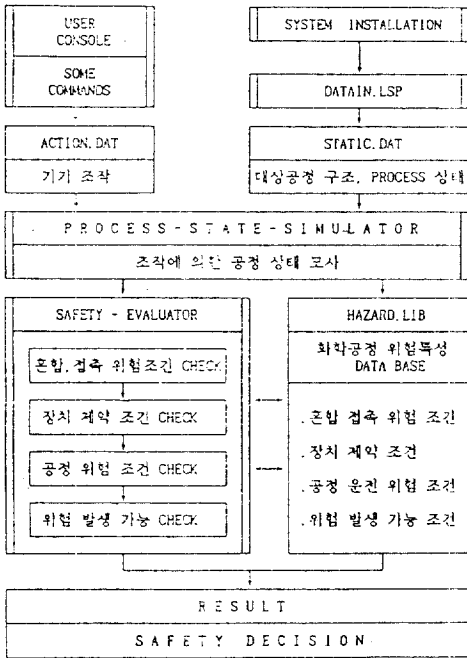 USER
CONSOLE
SOME
COMMANDS
ACTION.DAT
기기 조작
SYSTEM INSTALLATION
DATAIN.LSP
STATIC.DAT
대상공정 구조, PROCESS 상태
PROCESS-STATE-SIMULATOR
조작에 의한 공정 상태 모사
SAFETY - EVALUATOR
혼합,접촉 위험조건 CHECK
장치 제약 조건 CHECK
공정 위험 조건 CHECK
위험 발생 가능 CHECK
HAZARD.LIB
화학공정 위험특성
DATA BASE
.혼합 접촉 위험 조건
.장치 제약 조건
.공정 운전 위험 조건
.위험 발생 가능 조건
RESULT
SAFETY DECISION